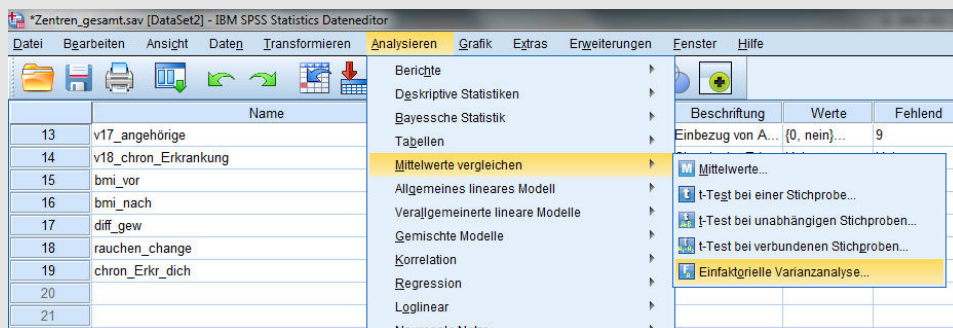 *Zentren_gesamt.sav [DataSet2] - IBM SPSS Statistics Dateneditor
Datei Bearbeiten Ansicht Daten Transformieren Analysieren Grafik Extras Erweiterungen Fenster Hilfe
Berichte
Deskriptive Statistiken
Bayessche Statistik
Tabellen
Mittelwerte vergleichen
Allgemeines lineares Modell
Verallgemeinerte lineare Modelle
Gemischte Modelle
Korrelation
Regression
Loglinear
Name Beschriftung Werte Fehlend
13 v17_angehörige Einbezug von A... {0, nein}... 9
14 v18_chron_Erkrankung
15 bmi_vor
16 bmi_nach
17 diff_gew
18 rauchen_change
19 chron_Erkr_dich
20
21
M Mittelwerte...
t t-Test bei einer Stichprobe...
t-Test bei unabhängigen Stichproben...
t-Test bei verbundenen Stichproben...
Einfaktorielle Varianzanalyse...